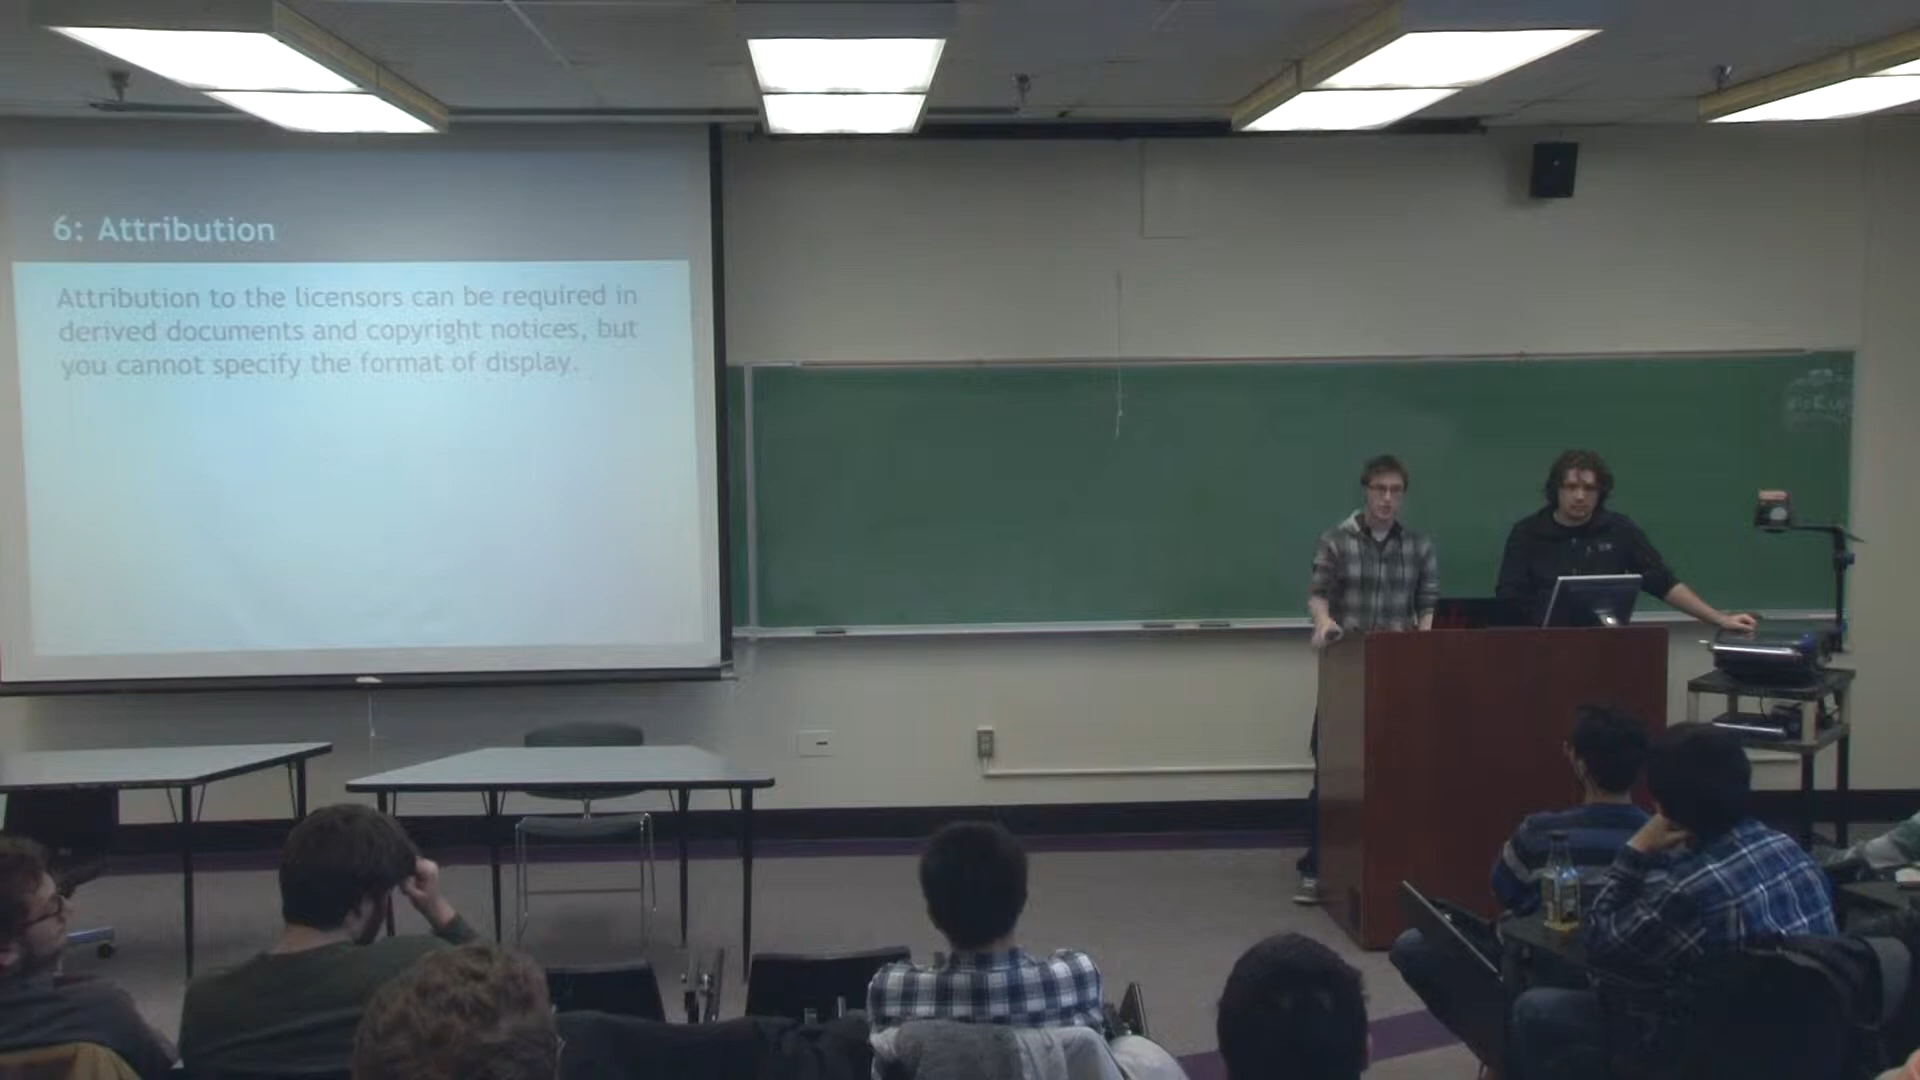 6: Attribution
Attribution to the licensors can be required in
derived documents and copyright notices, but
you cannot specify the format of display.